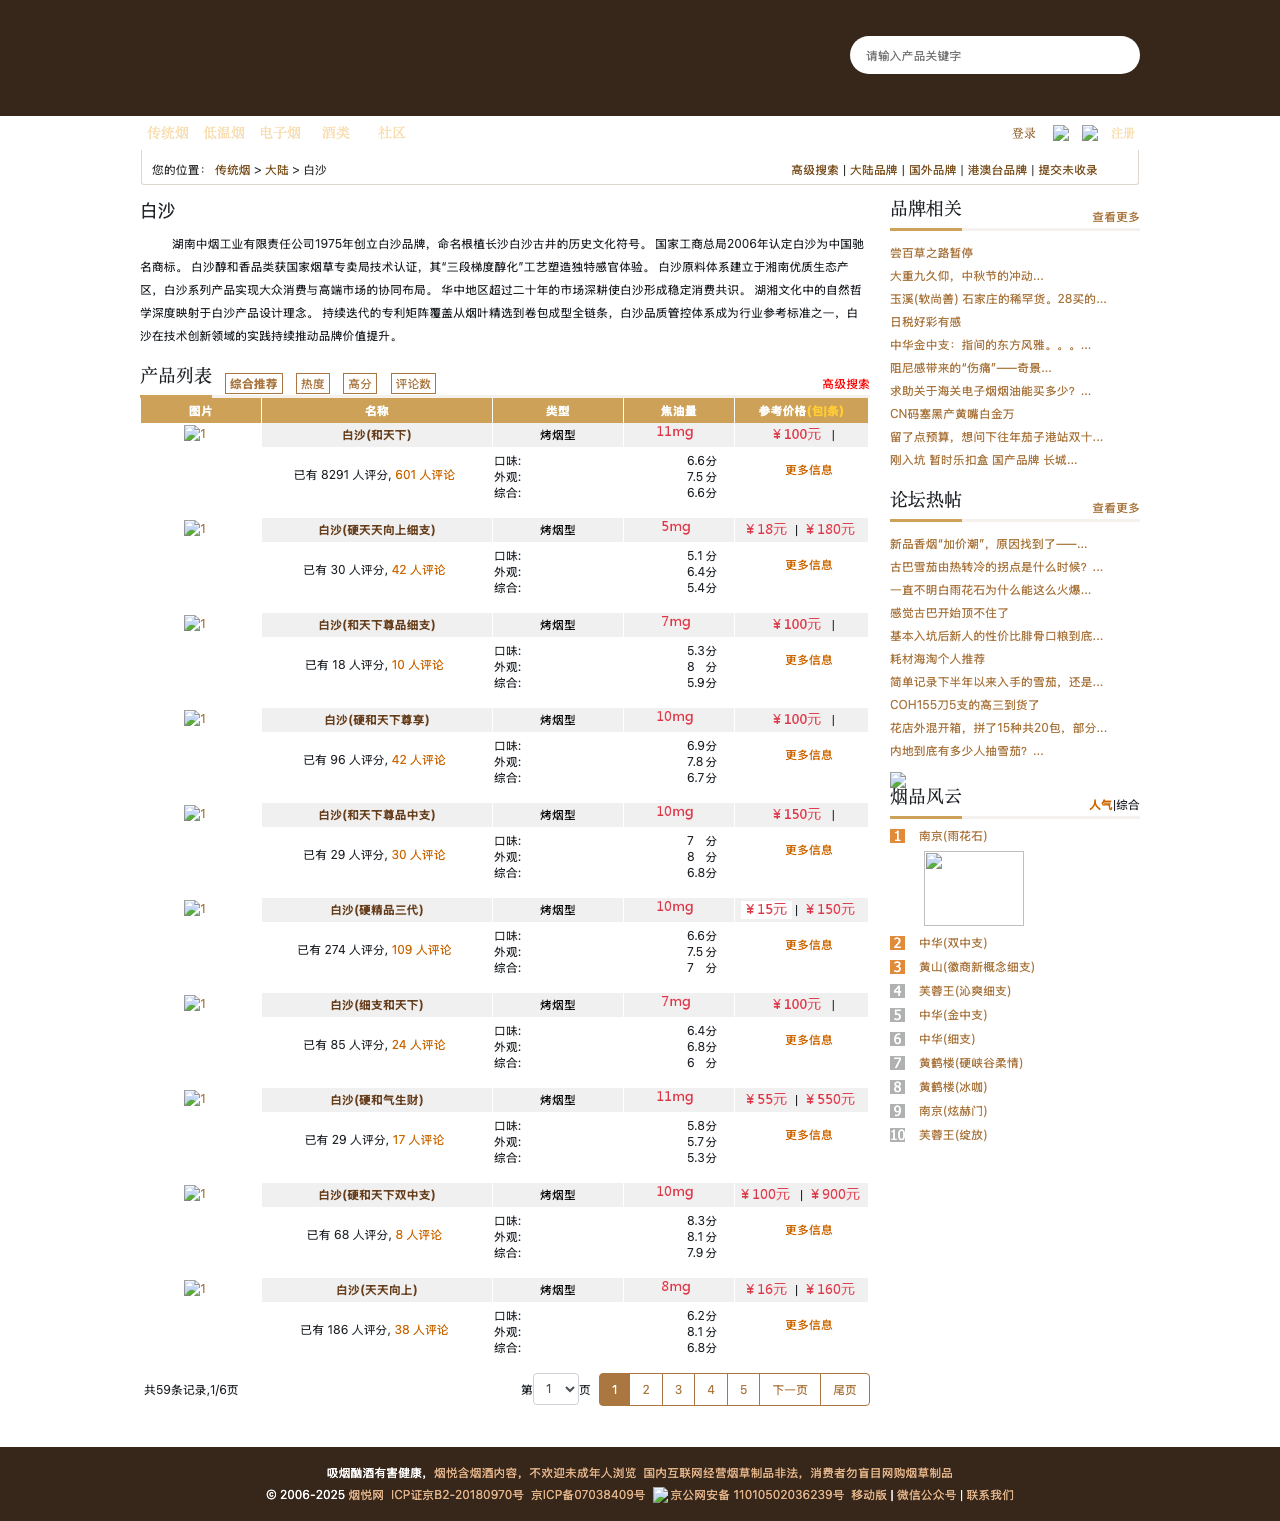 请输入产品关键字
传统烟 低温烟 电子烟 酒类 社区 登录 注册
您的位置： 传统烟 > 大陆 > 白沙 高级搜索 | 大陆品牌 | 国外品牌 | 港澳台品牌 | 提交未收录
白沙
湖南中烟工业有限责任公司1975年创立白沙品牌，命名根植长沙白沙古井的历史文化符号。 国家工商总局2006年认定白沙为中国驰
名商标。 白沙醇和香品类获国家烟草专卖局技术认证，其“三段梯度醇化”工艺塑造独特感官体验。 白沙原料体系建立于湘南优质生态产
区，白沙系列产品实现大众消费与高端市场的协同布局。 华中地区超过二十年的市场深耕使白沙形成稳定消费共识。 湖湘文化中的自然哲
学深度映射于白沙产品设计理念。 持续迭代的专利矩阵覆盖从烟叶精选到卷包成型全链条，白沙品质管控体系成为行业参考标准之一，白
沙在技术创新领域的实践持续推动品牌价值提升。
产品列表 综合推荐 热度 高分 评论数 高级搜索
图片 名称 类型 焦油量 参考价格(包|条)
1 白沙(和天下) 烤烟型 11mg ¥ 100元 |
已有 8291 人评分, 601 人评论 更多信息
口味: 6.6分
外观: 7.5 分
综合: 6.6分
1 白沙(硬天天向上细支) 烤烟型 5mg ¥ 18元 | ¥ 180元
已有 30 人评分, 42 人评论 更多信息
口味: 5.1 分
外观: 6.4分
综合: 5.4分
1 白沙(和天下尊品细支) 烤烟型 7mg ¥ 100元 |
已有 18 人评分, 10 人评论 更多信息
口味: 5.3分
外观: 8 分
综合: 5.9分
1 白沙(硬和天下尊享) 烤烟型 10mg ¥ 100元 |
已有 96 人评分, 42 人评论 更多信息
口味: 6.9分
外观: 7.8 分
综合: 6.7分
1 白沙(和天下尊品中支) 烤烟型 10mg ¥ 150元 |
已有 29 人评分, 30 人评论 更多信息
口味: 7 分
外观: 8 分
综合: 6.8分
1 白沙(硬精品三代) 烤烟型 10mg ¥ 15元 | ¥ 150元
已有 274 人评分, 109 人评论 更多信息
口味: 6.6分
外观: 7.5 分
综合: 7 分
1 白沙(细支和天下) 烤烟型 7mg ¥ 100元 |
已有 85 人评分, 24 人评论 更多信息
口味: 6.4分
外观: 6.8分
综合: 6 分
1 白沙(硬和气生财) 烤烟型 11mg ¥ 55元 | ¥ 550元
已有 29 人评分, 17 人评论 更多信息
口味: 5.8分
外观: 5.7 分
综合: 5.3分
1 白沙(硬和天下双中支) 烤烟型 10mg ¥ 100元 | ¥ 900元
已有 68 人评分, 8 人评论 更多信息
口味: 8.3分
外观: 8.1 分
综合: 7.9 分
1 白沙(天天向上) 烤烟型 8mg ¥ 16元 | ¥ 160元
已有 186 人评分, 38 人评论 更多信息
口味: 6.2分
外观: 8.1 分
综合: 6.8分
共59条记录,1/6页 第 1 页 1 2 3 4 5 下一页 尾页
品牌相关 查看更多
尝百草之路暂停
大重九久仰，中秋节的冲动...
玉溪(软尚善) 石家庄的稀罕货。28买的...
日税好彩有感
中华金中支：指间的东方风雅。。。...
阻尼感带来的“伤痛”——奇景...
求助关于海关电子烟烟油能买多少？...
CN码塞黑产黄嘴白金万
留了点预算，想问下往年茄子港站双十...
刚入坑 暂时乐扣盒 国产品牌 长城...
论坛热帖 查看更多
新品香烟“加价潮”，原因找到了——...
古巴雪茄由热转冷的拐点是什么时候？...
一直不明白雨花石为什么能这么火爆...
感觉古巴开始顶不住了
基本入坑后新人的性价比腓骨口粮到底...
耗材海淘个人推荐
简单记录下半年以来入手的雪茄，还是...
COH155刀5支的高三到货了
花店外混开箱，拼了15种共20包，部分...
内地到底有多少人抽雪茄？...
烟品风云 人气|综合
1 南京(雨花石)
2 中华(双中支)
3 黄山(徽商新概念细支)
4 芙蓉王(沁爽细支)
5 中华(金中支)
6 中华(细支)
7 黄鹤楼(硬峡谷柔情)
8 黄鹤楼(冰咖)
9 南京(炫赫门)
10 芙蓉王(绽放)
吸烟酗酒有害健康，烟悦含烟酒内容，不欢迎未成年人浏览 国内互联网经营烟草制品非法，消费者勿盲目网购烟草制品
© 2006-2025 烟悦网 ICP证京B2-20180970号 京ICP备07038409号 京公网安备 11010502036239号 移动版 | 微信公众号 | 联系我们